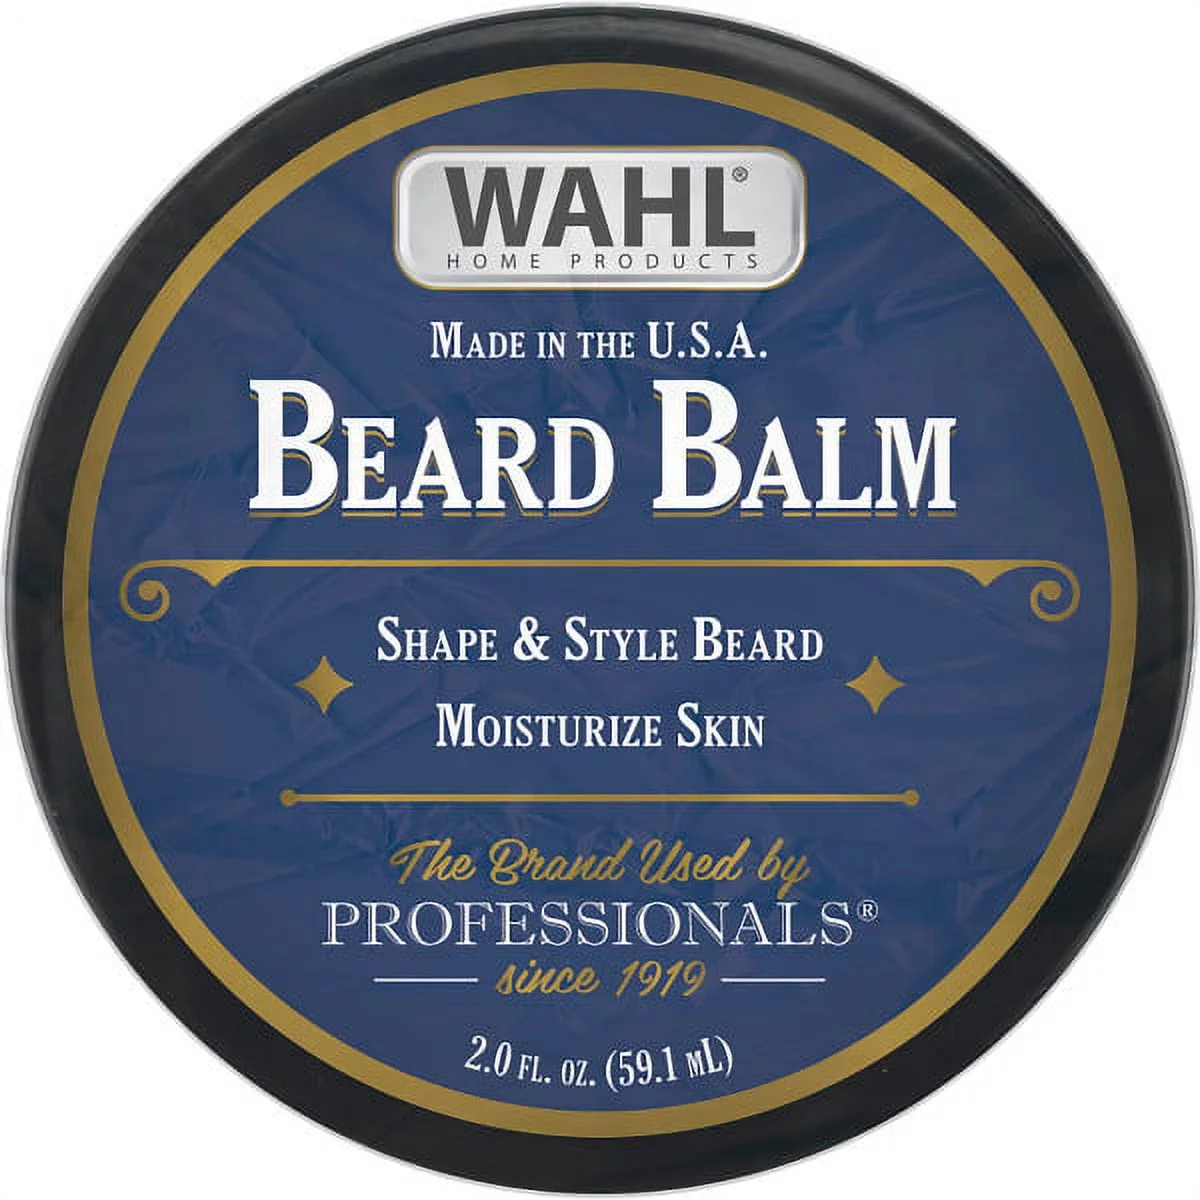 WAHL®
HOME PRODUCTS
MADE IN THE U.S.A.
BEARD BALM
SHAPE & STYLE BEARD
MOISTURIZE SKIN
The Brand Used by
PROFESSIONALS®
since 1919
2.0 FL. OZ. (59.1 mL)